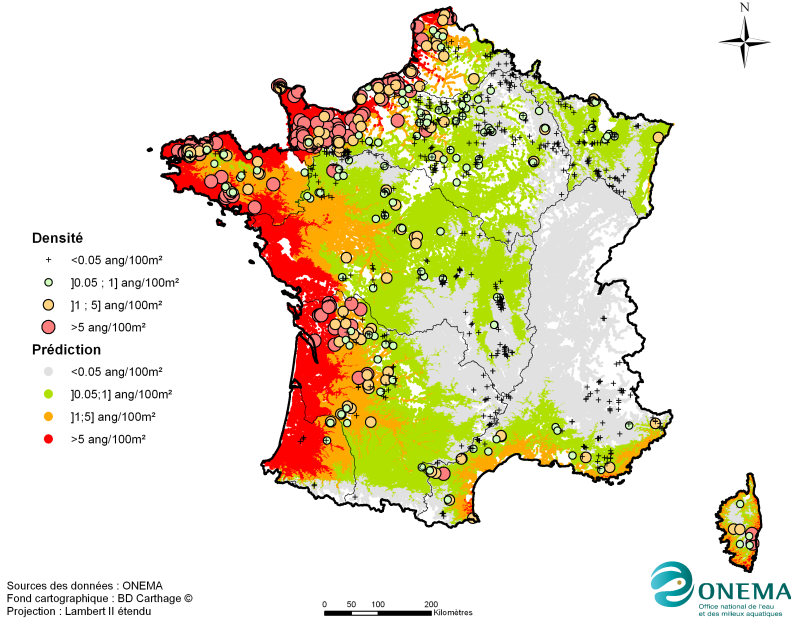 N
Densité
<0.05 ang/100m²
]0.05 ; 1] ang/100m²
]1 ; 5] ang/100m²
>5 ang/100m²
Prédiction
<0.05 ang/100m²
]0.05;1] ang/100m²
]1;5] ang/100m²
>5 ang/100m²
Sources des données : ONEMA
Fond cartographique : BD Carthage ©
Projection : Lambert II étendu
0 50 100 200
Kilomètres
ONEMA
Office national de l'eau
et des milieux aquatiques